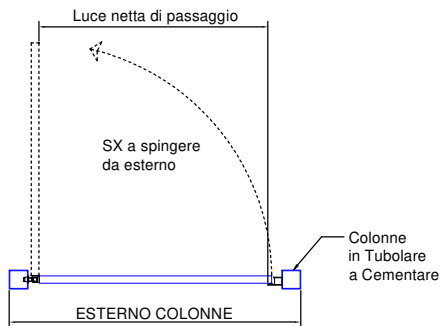 Luce netta di passaggio
SX a spingere
da esterno
Colonne
in Tubolare
a Cementare
ESTERNO COLONNE